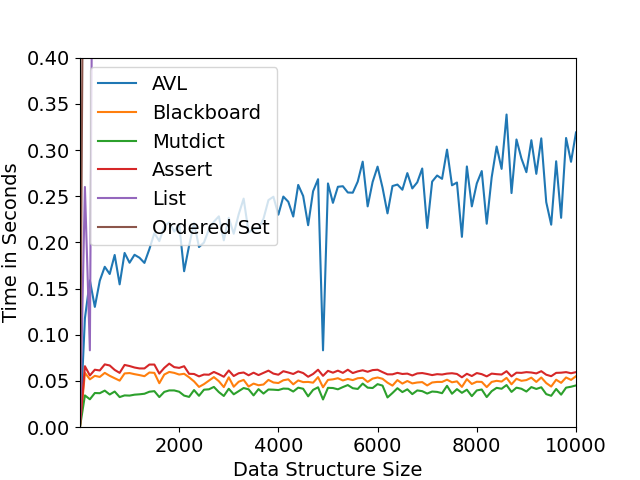 0.40
0.35
0.30
0.25
0.20
0.15
0.10
0.05
0.00
Time in Seconds
AVL
Blackboard
Mutdict
Assert
List
Ordered Set
2000
4000
6000
8000
10000
Data Structure Size